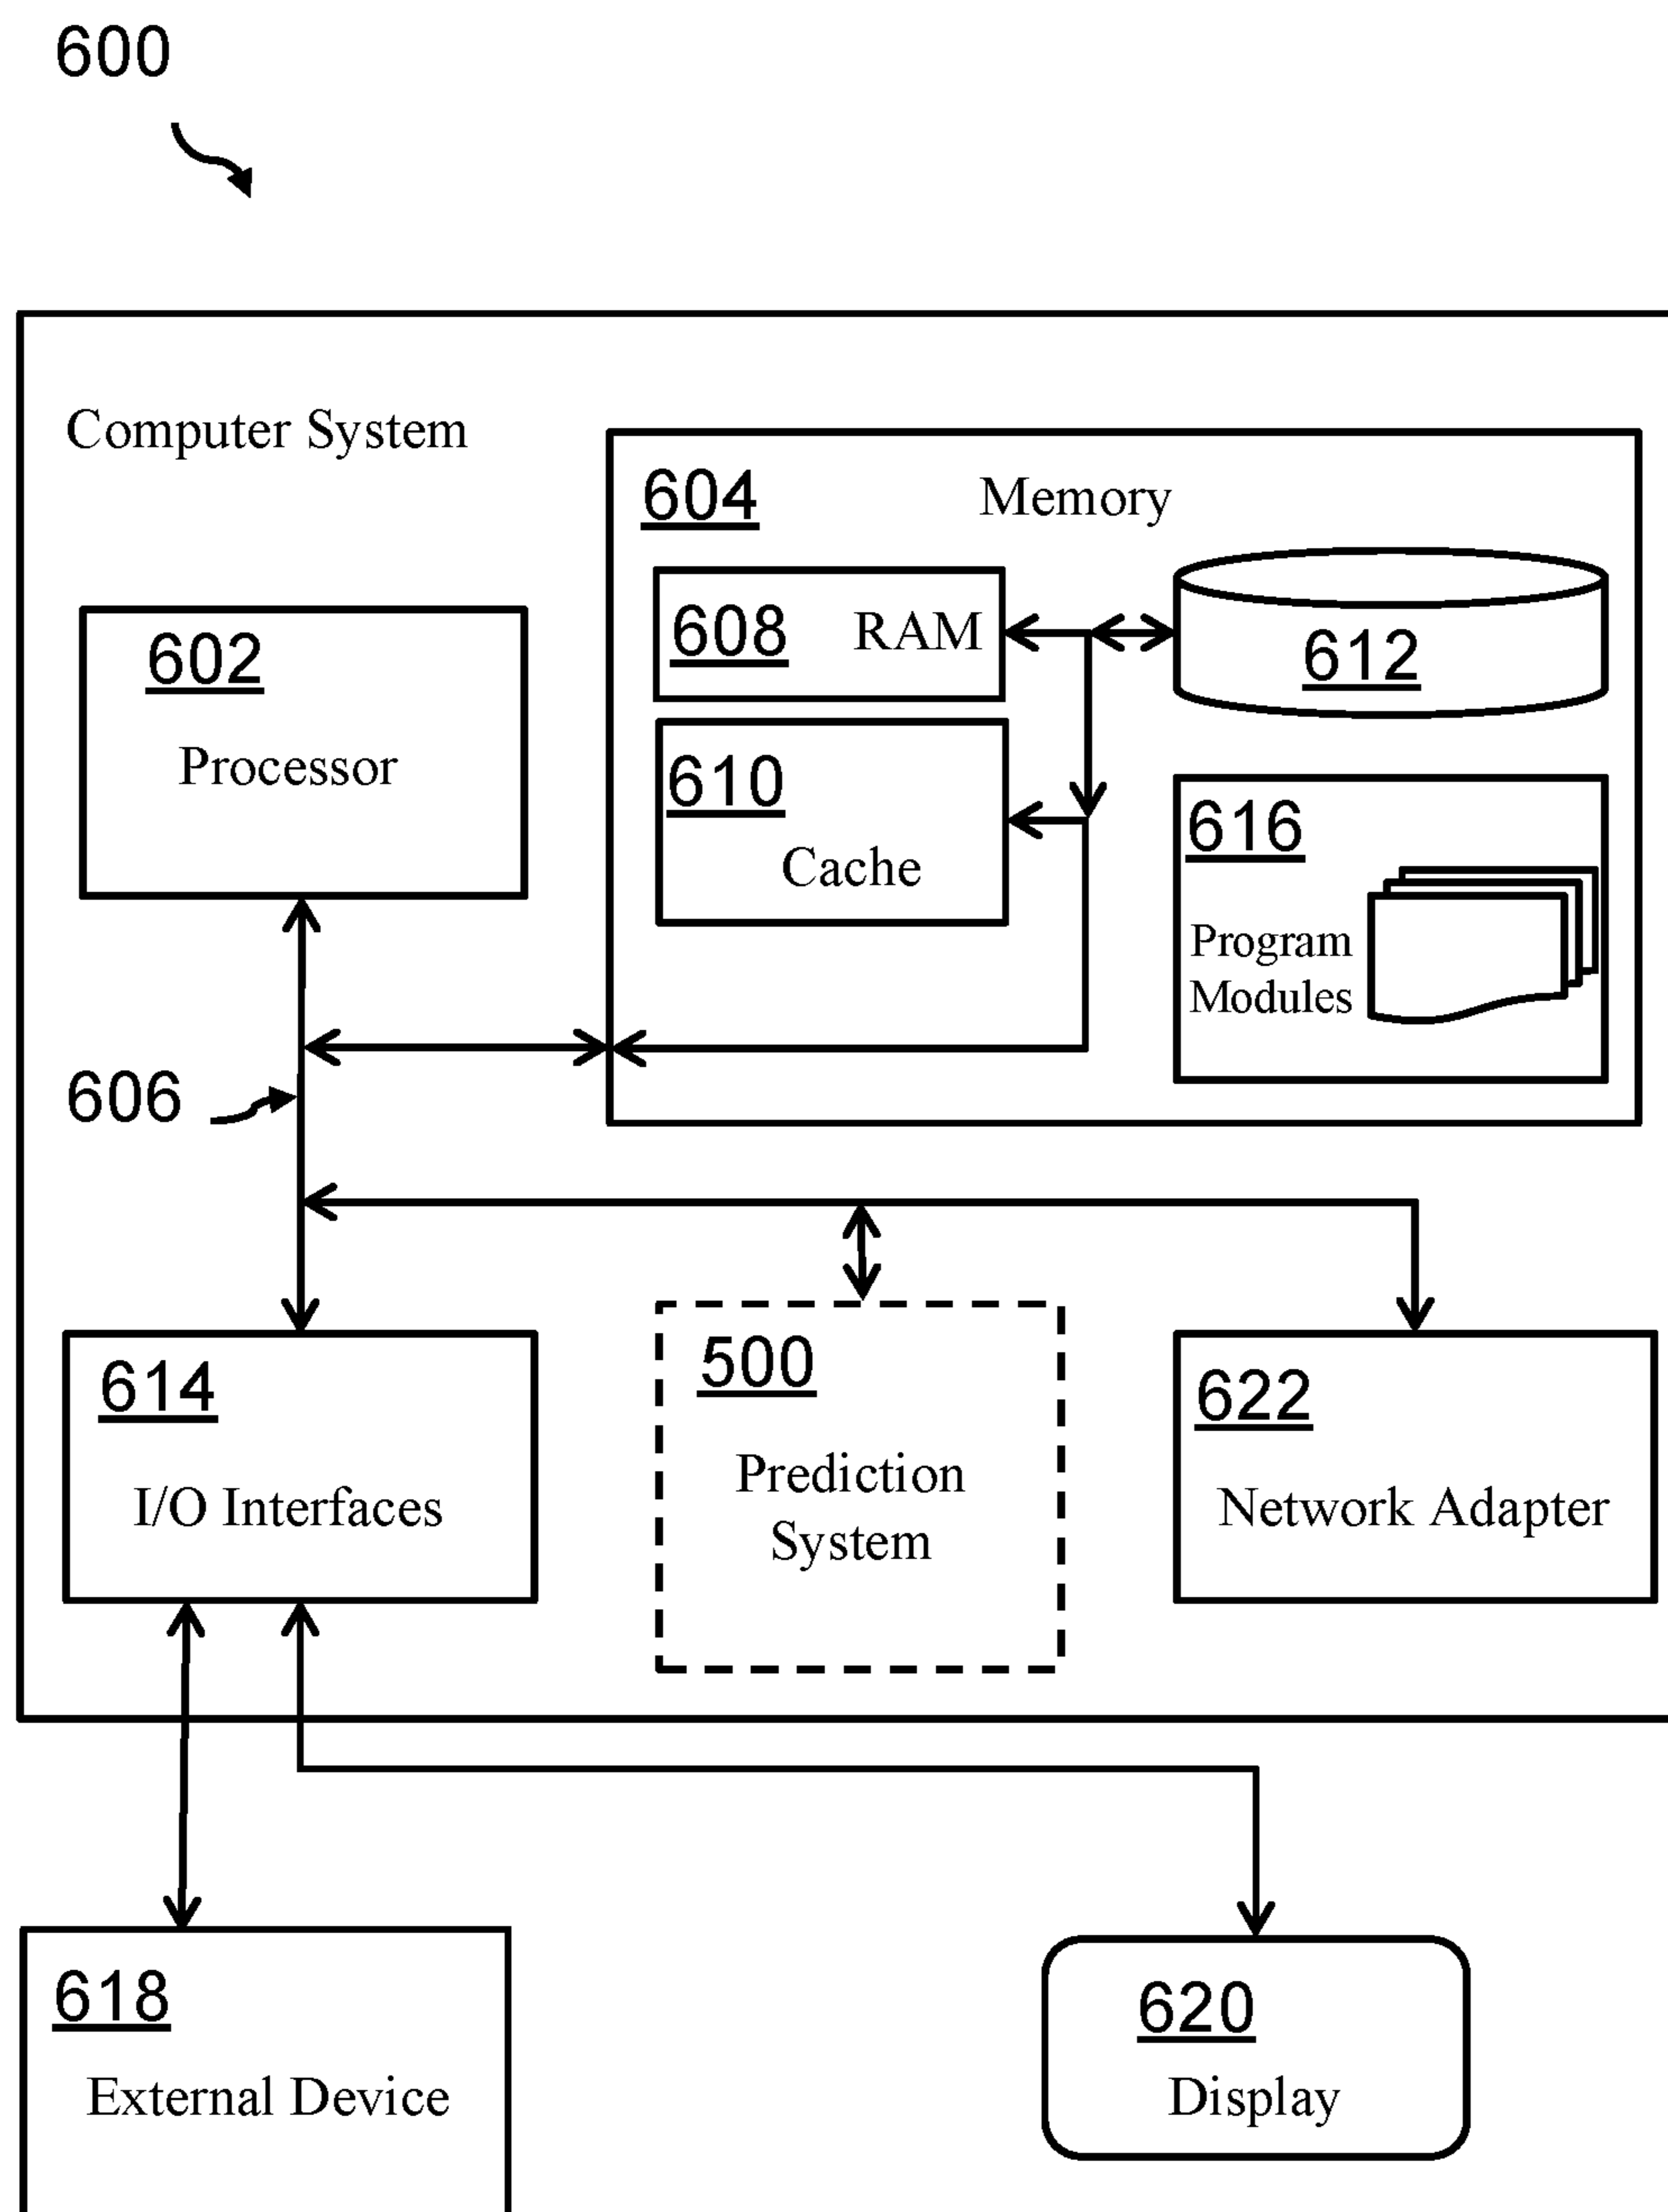 600
Computer System
604
Memory
602
Processor
608 RAM
612
610
Cache
616
Program
Modules
606
614
I/O Interfaces
500
Prediction
System
622
Network Adapter
618
External Device
620
Display